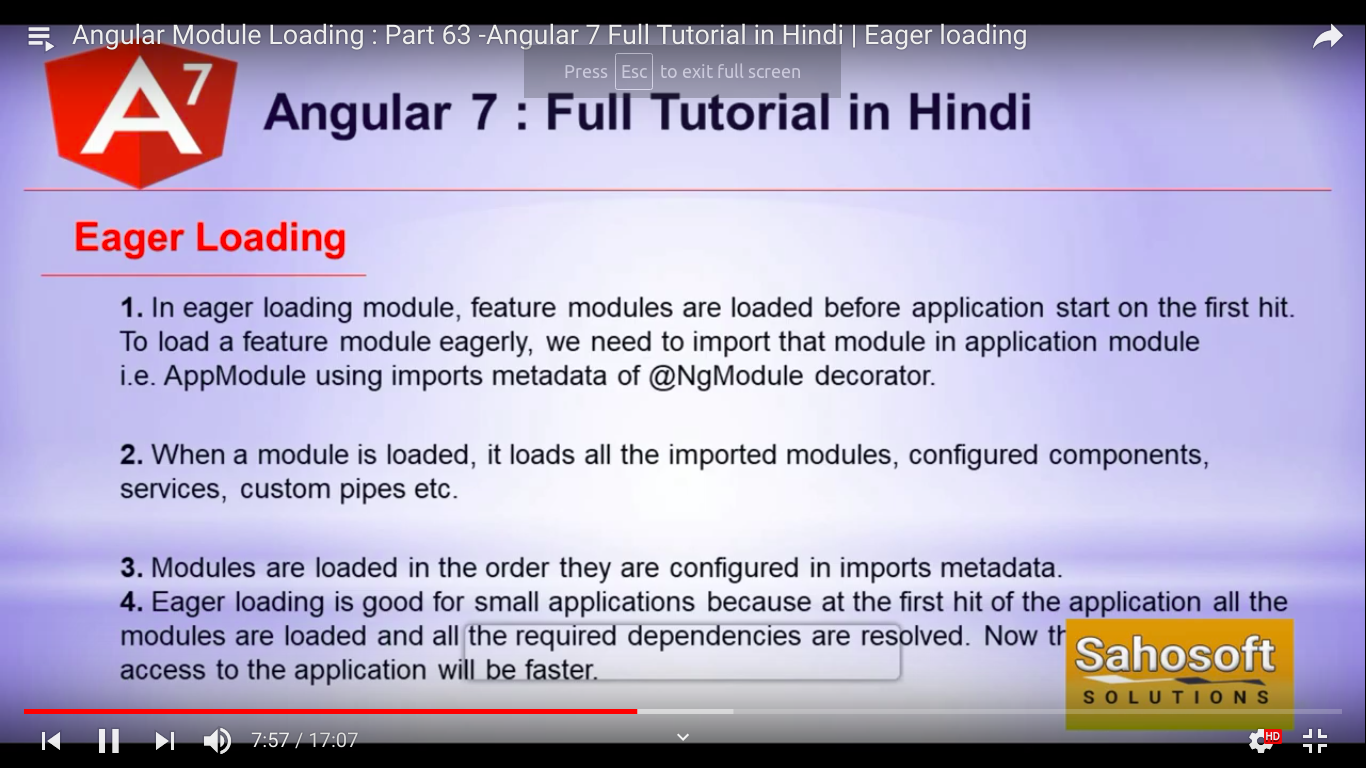 Angular Module Loading : Part 63 -Angular 7 Full Tutorial in Hindi | Eager loading
Press Esc to exit full screen
A7
Angular 7 : Full Tutorial in Hindi
Eager Loading
1. In eager loading module, feature modules are loaded before application start on the first hit.
To load a feature module eagerly, we need to import that module in application module
i.e. AppModule using imports metadata of @NgModule decorator.
2. When a module is loaded, it loads all the imported modules, configured components,
services, custom pipes etc.
3. Modules are loaded in the order they are configured in imports metadata.
4. Eager loading is good for small applications because at the first hit of the application all the
modules are loaded and all the required dependencies are resolved. Now
access to the application will be faster.
Sahosoft
SOLUTIONS
7:57 / 17:07
HD